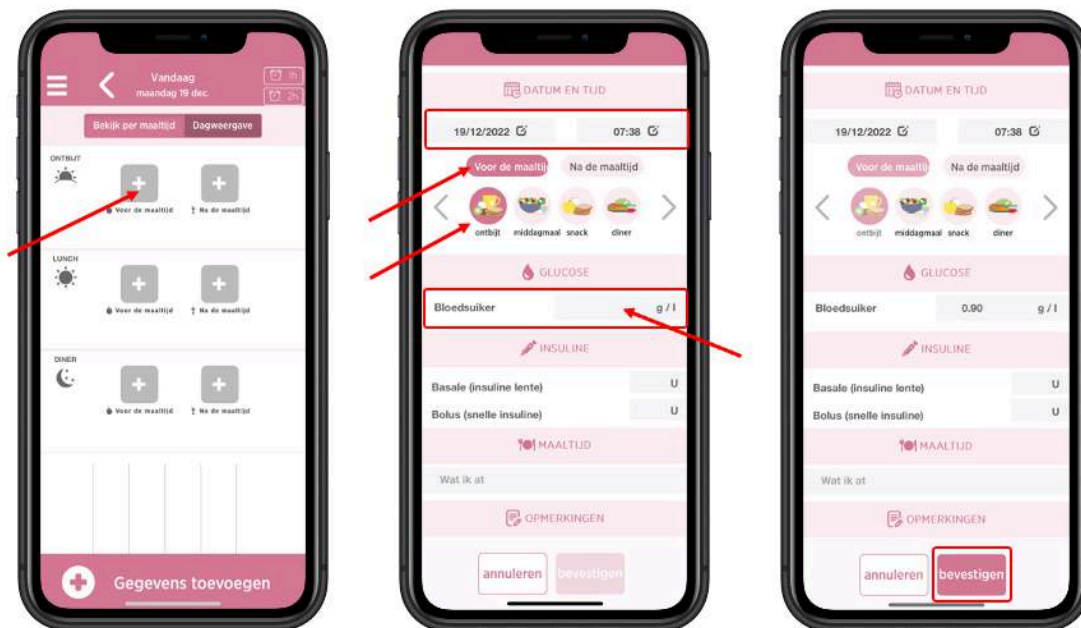 Vandaag
maandag 19 dec.
1h
2h
Bekijk per maaltijd Dagweergave
ONTBIJT
Voor de maaltijd Na de maaltijd
LUNCH
Voor de maaltijd Na de maaltijd
DINER
Voor de maaltijd Na de maaltijd
Gegevens toevoegen
DATUM EN TIJD
19/12/2022 07:38
Voor de maaltij Na de maaltijd
ontbijt middagmaal snack diner
GLUCOSE
Bloedsuiker g / l
INSULINE
Basale (insuline lente) U
Bolus (snelle insuline) U
MAALTIJD
Wat ik at
OPMERKINGEN
annuleren bevestigen
DATUM EN TIJD
19/12/2022 07:38
Voor de maaltij Na de maaltijd
ontbijt middagmaal snack diner
GLUCOSE
Bloedsuiker 0.90 g / l
INSULINE
Basale (insuline lente) U
Bolus (snelle insuline) U
MAALTIJD
Wat ik at
OPMERKINGEN
annuleren bevestigen